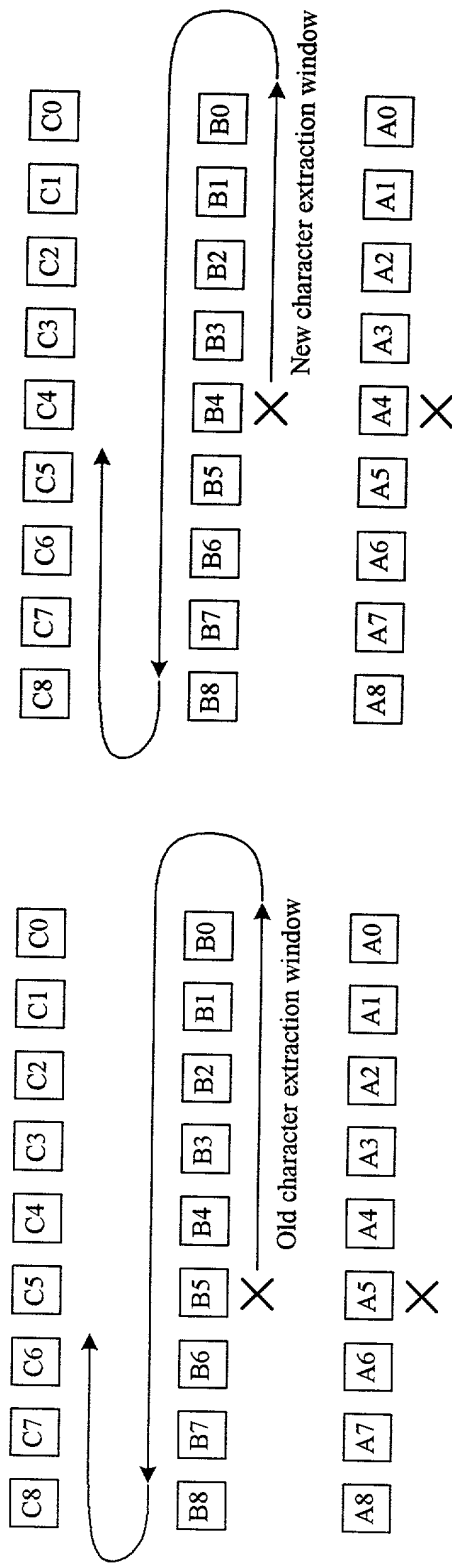 C8 C7 C6 C5 C4 C3 C2 C1 C0
B8 B7 B6 B5 B4 B3 B2 B1 B0
Old character extraction window
A8 A7 A6 A5 A4 A3 A2 A1 A0
C8 C7 C6 C5 C4 C3 C2 C1 C0
B8 B7 B6 B5 B4 B3 B2 B1 B0
New character extraction window
A8 A7 A6 A5 A4 A3 A2 A1 A0